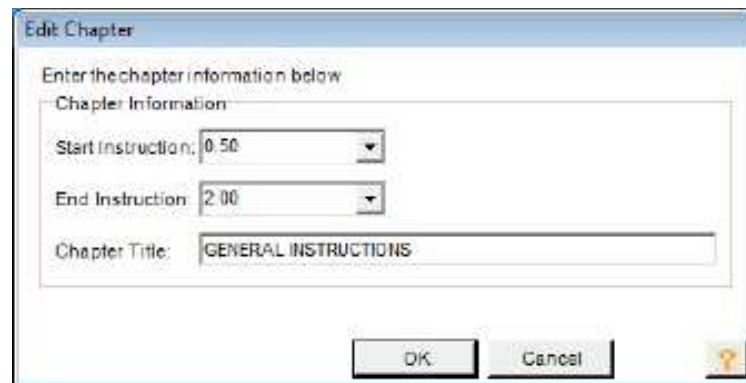 Edit Chapter
Enter the chapter information below
Chapter Information
Start Instruction: 0.50
End Instruction 2.00
Chapter Title: GENERAL INSTRUCTIONS
OK Cancel ?